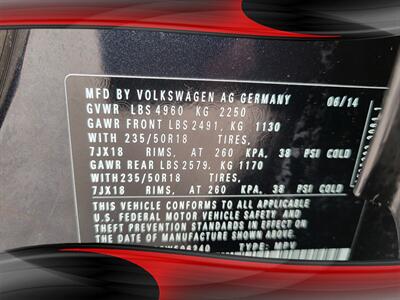 MFD BY VOLKSWAGEN AG GERMANY 06/14
GVWR LBS 4960 KG 2250
GAWR FRONT LBS 2491, KG 1130
WITH 235/50R18 TIRES,
7JX18 RIMS, AT 260 KPA, 38 PSI COLD
GAWR REAR LBS 2579. KG 1170
WITH 235/50R18 TIRES,
7JX18 RIMS, AT 260 KPA, 38 PSI COLD
THIS VEHICLE CONFORMS TO ALL APPLICABLE
U.S. FEDERAL MOTOR VEHICLE SAFETY AND
THEFT PREVENTION STANDARDS IN EFFECT ON
THE DATE OF MANUFACTURE SHOWN ABOVE.
TYPE: MPV